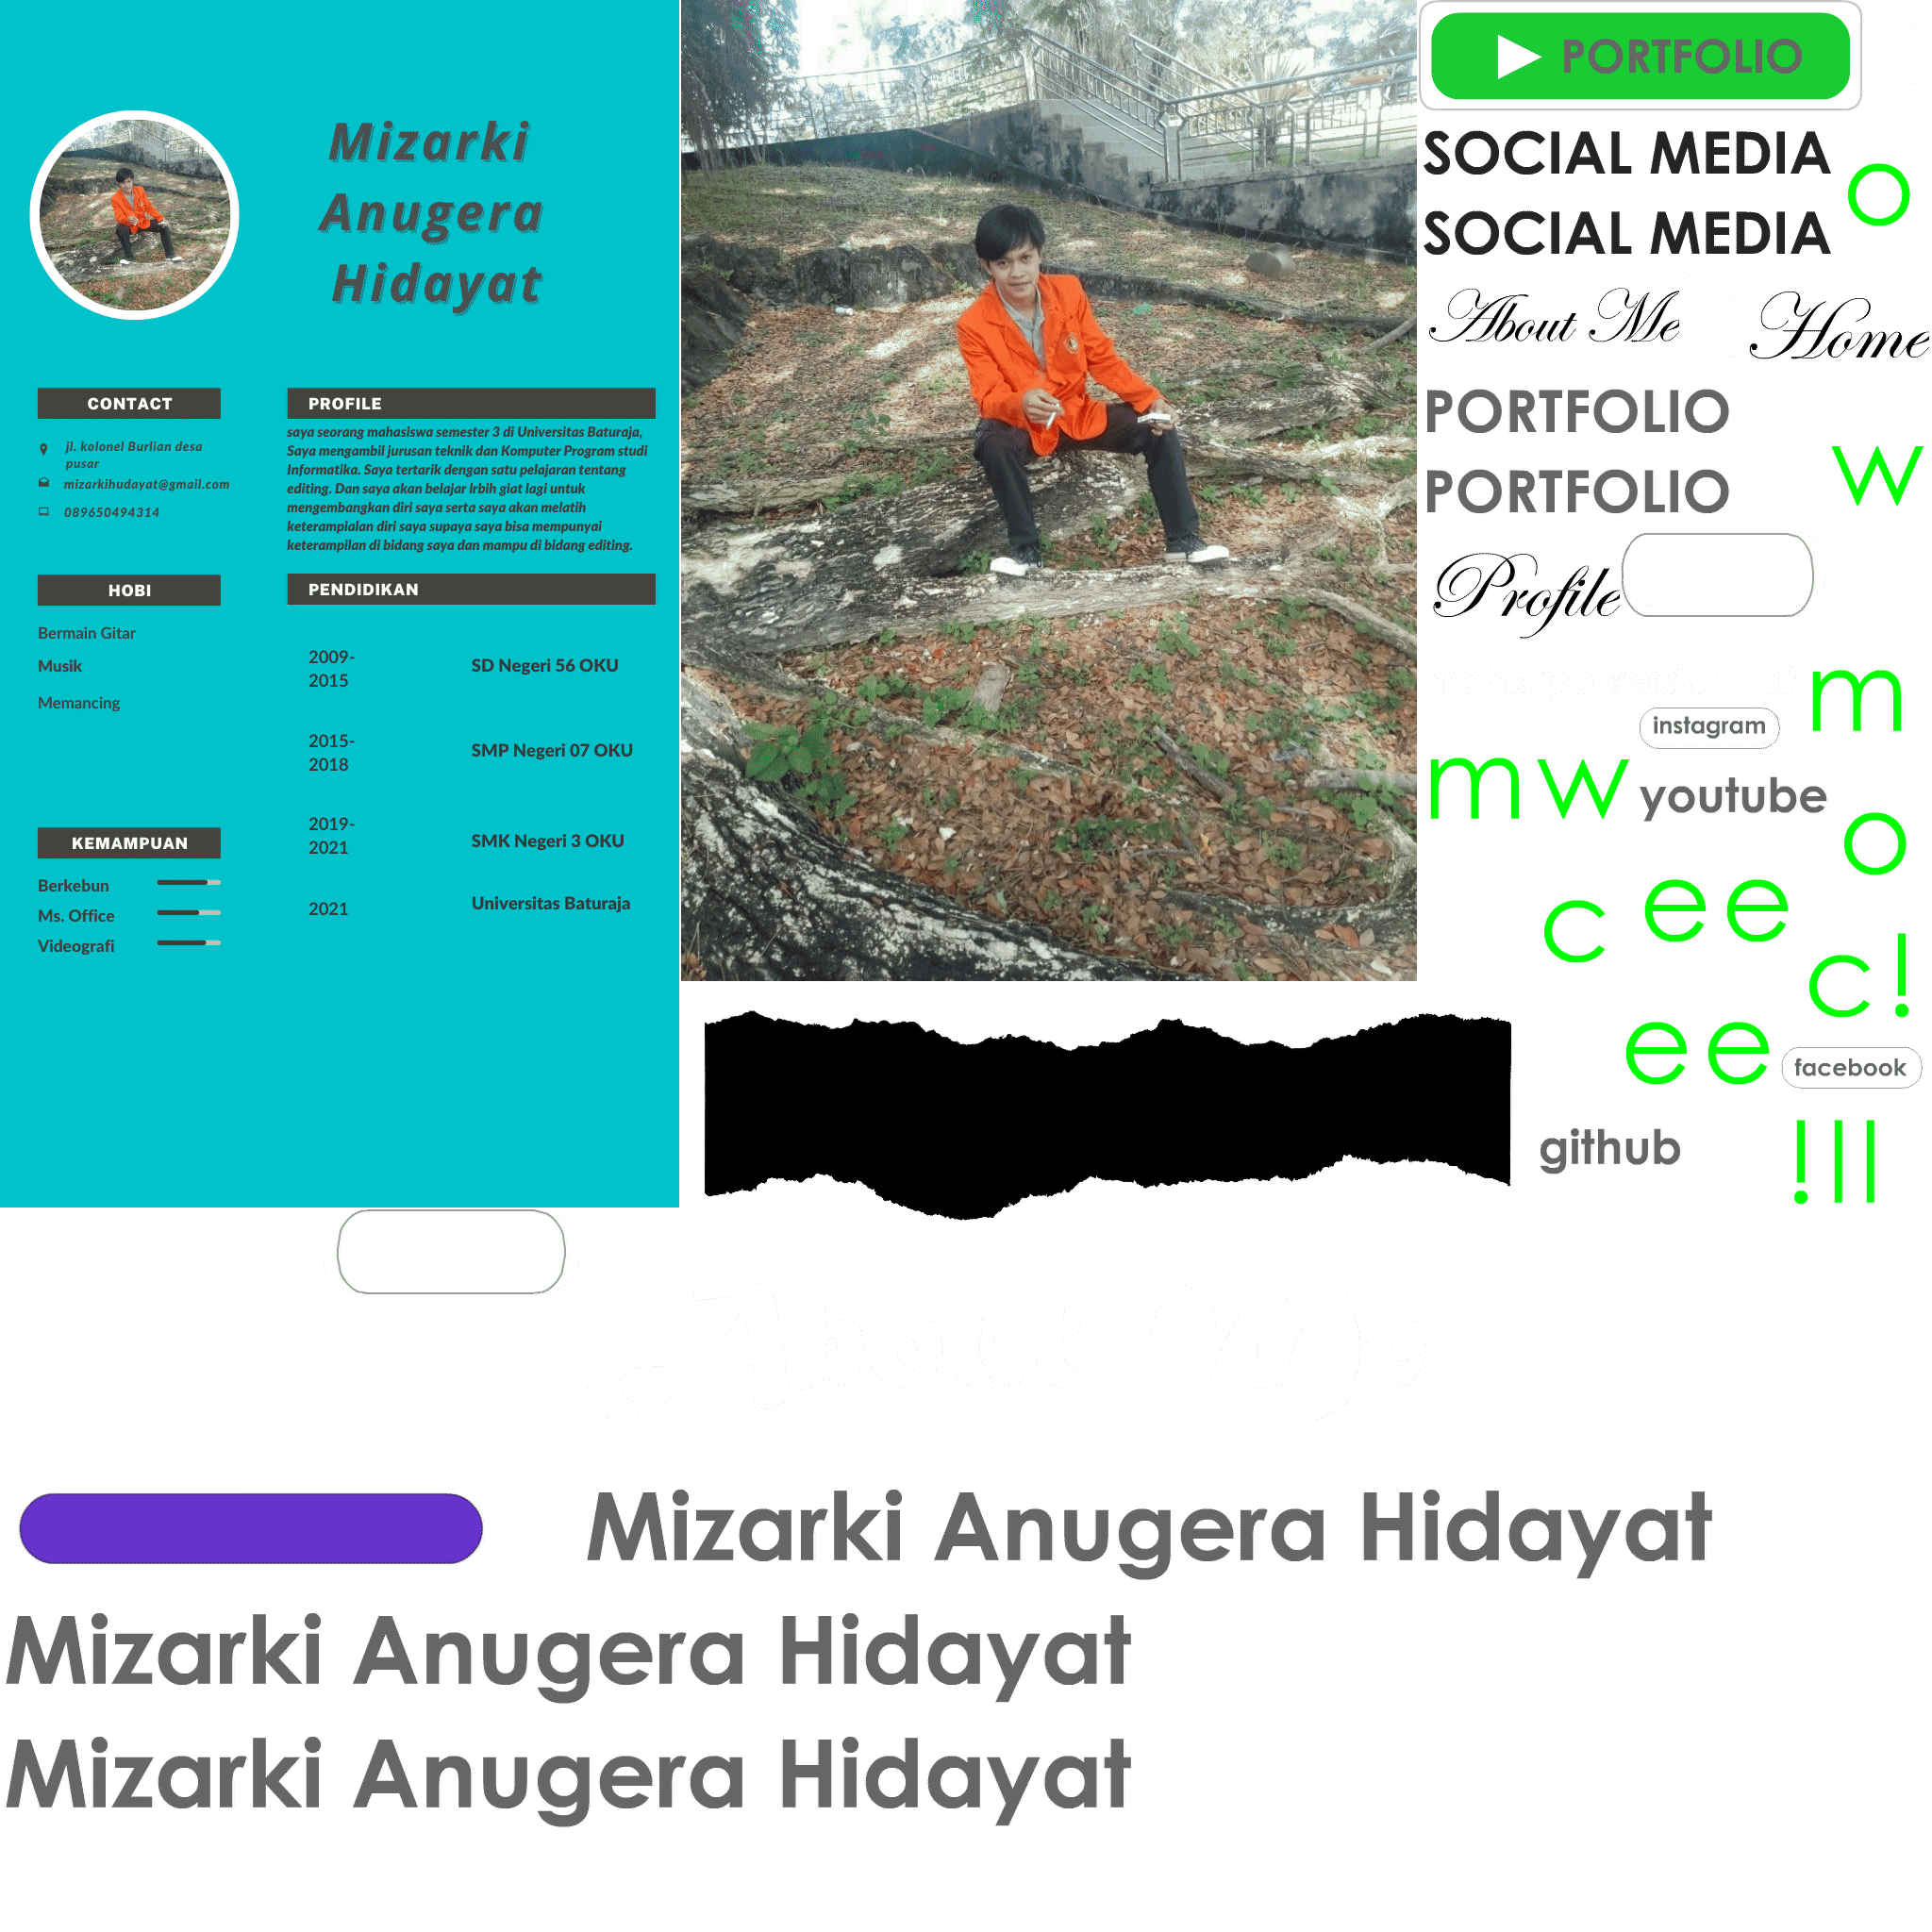 Mizarki
Anugera
Hidayat
CONTACT
jl. kolonel Burlian desa
pusar
mizarkihudayat@gmail.com
089650494314
HOBI
Bermain Gitar
Musik
Memancing
KEMAMPUAN
Berkebun
Ms. Office
Videografi
PROFILE
saya seorang mahasiswa semester 3 di Universitas Baturaja,
Saya mengambil jurusan teknik dan Komputer Program studi
Informatika. Saya tertarik dengan satu pelajaran tentang
editing. Dan saya akan belajar lrbih giat lagi untuk
mengembangkan diri saya serta saya akan melatih
keterampialan diri saya supaya saya bisa mempunyai
keterampilan di bidang saya dan mampu di bidang editing.
PENDIDIKAN
2009-
2015
SD Negeri 56 OKU
2015-
2018
SMP Negeri 07 OKU
2019-
2021
SMK Negeri 3 OKU
2021
Universitas Baturaja
PORTFOLIO
SOCIAL MEDIA
o
SOCIAL MEDIA
About Me
Home
PORTFOLIO
w
PORTFOLIO
Profile
m
instagram
m w
youtube
o
c
e e
c !
e e
facebook
github
! l l
About Me
Mizarki Anugera Hidayat
Mizarki Anugera Hidayat
Mizarki Anugera Hidayat